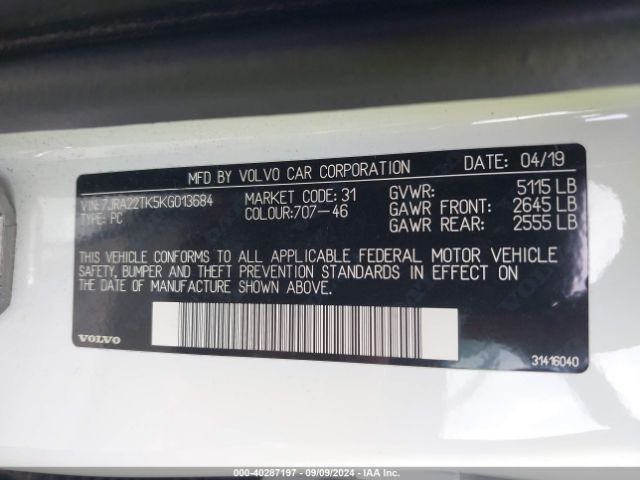 MFD BY VOLVO CAR CORPORATION DATE: 04/19
VIN: 7JRA22TK5KG013684 MARKET CODE: 31 GVWR: 5115 LB
TYPE: PC COLOUR:707-46 GAWR FRONT: 2645 LB
GAWR REAR: 2555 LB
THIS VEHICLE CONFORMS TO ALL APPLICABLE FEDERAL MOTOR VEHICLE
SAFETY, BUMPER AND THEFT PREVENTION STANDARDS IN EFFECT ON
THE DATE OF MANUFACTURE SHOWN ABOVE.
VOLVO 31416040
000-40287197 - 09/09/2024 - IAAI.COM